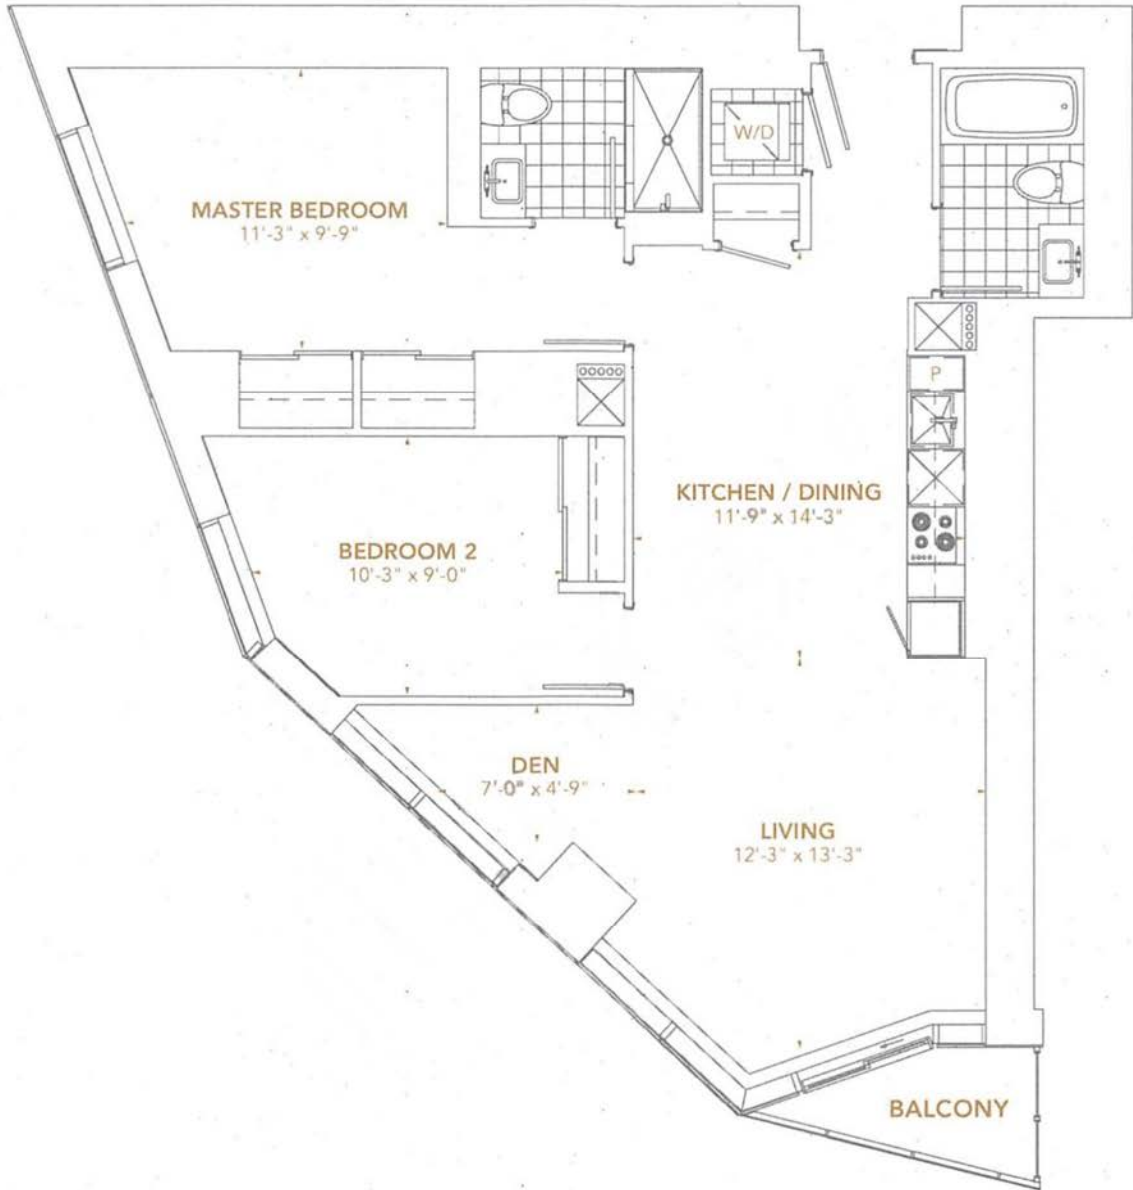 W/D
MASTER BEDROOM
11'-3" x 9'-9"
P
KITCHEN / DINING
11'-9" x 14'-3"
BEDROOM 2
10'-3" x 9'-0"
DEN
7'-0" x 4'-9"
LIVING
12'-3" x 13'-3"
BALCONY